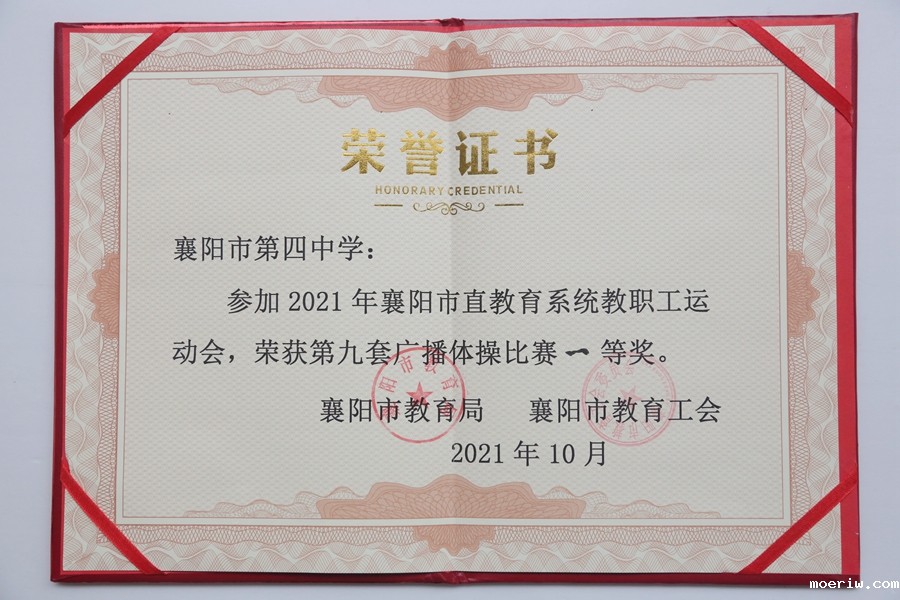 荣誉证书
HONORARY CREDENTIAL
襄阳市第四中学：
参加 2021 年襄阳市直教育系统教职工运
动会，荣获第九套广播体操比赛 一 等奖。
襄阳市教育局 襄阳市教育工会
2021 年 10 月
moeriw.com